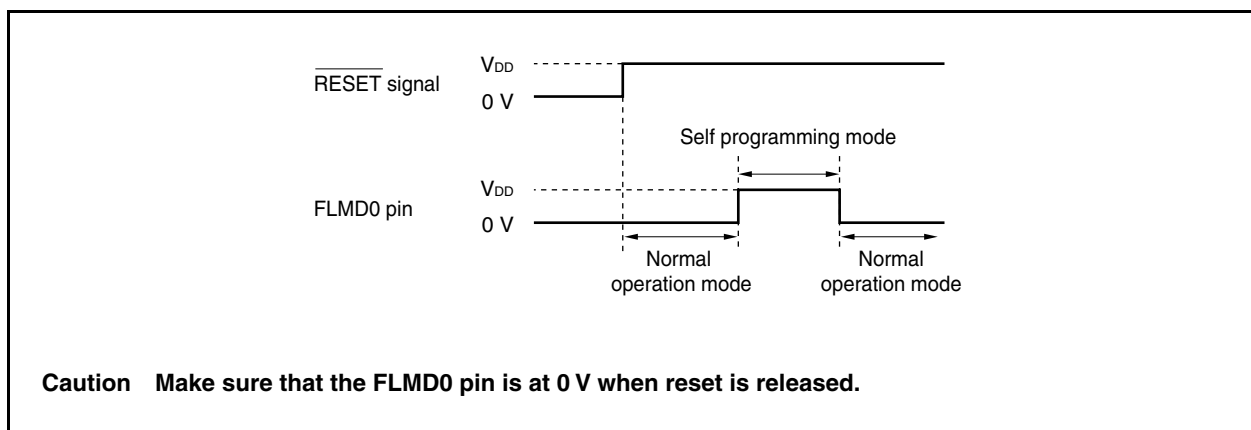 VDD
RESET signal
0 V
Self programming mode
VDD
FLMD0 pin
0 V
Normal operation mode
Normal operation mode
Caution Make sure that the FLMD0 pin is at 0 V when reset is released.